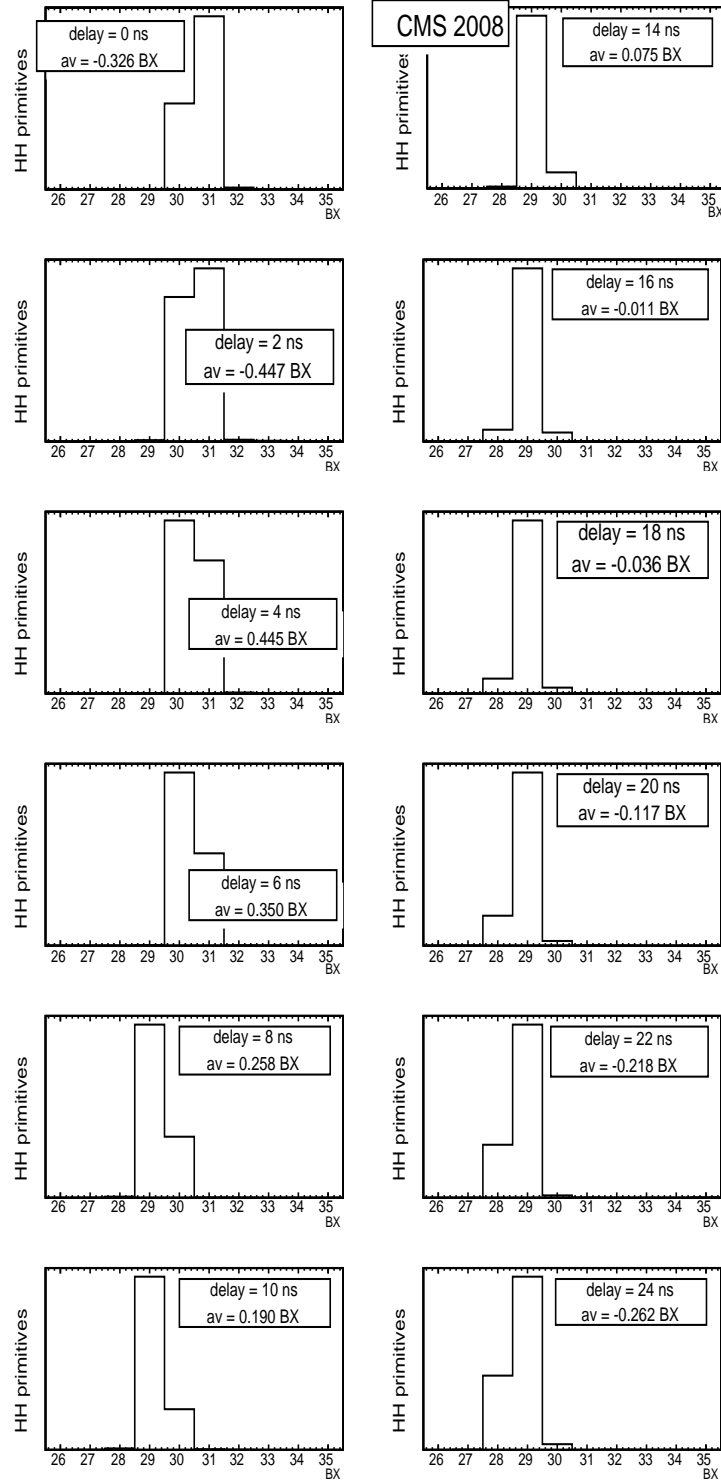 HH primitives
delay = 0 ns
av = -0.326 BX
26 27 28 29 30 31 32 33 34 35
BX
HH primitives
delay = 2 ns
av = -0.447 BX
26 27 28 29 30 31 32 33 34 35
BX
HH primitives
delay = 4 ns
av = 0.445 BX
26 27 28 29 30 31 32 33 34 35
BX
HH primitives
delay = 6 ns
av = 0.350 BX
26 27 28 29 30 31 32 33 34 35
BX
HH primitives
delay = 8 ns
av = 0.258 BX
26 27 28 29 30 31 32 33 34 35
BX
HH primitives
delay = 10 ns
av = 0.190 BX
26 27 28 29 30 31 32 33 34 35
BX
CMS 2008
HH primitives
delay = 14 ns
av = 0.075 BX
26 27 28 29 30 31 32 33 34 35
BX
HH primitives
delay = 16 ns
av = -0.011 BX
26 27 28 29 30 31 32 33 34 35
BX
HH primitives
delay = 18 ns
av = -0.036 BX
26 27 28 29 30 31 32 33 34 35
BX
HH primitives
delay = 20 ns
av = -0.117 BX
26 27 28 29 30 31 32 33 34 35
BX
HH primitives
delay = 22 ns
av = -0.218 BX
26 27 28 29 30 31 32 33 34 35
BX
HH primitives
delay = 24 ns
av = -0.262 BX
26 27 28 29 30 31 32 33 34 35
BX